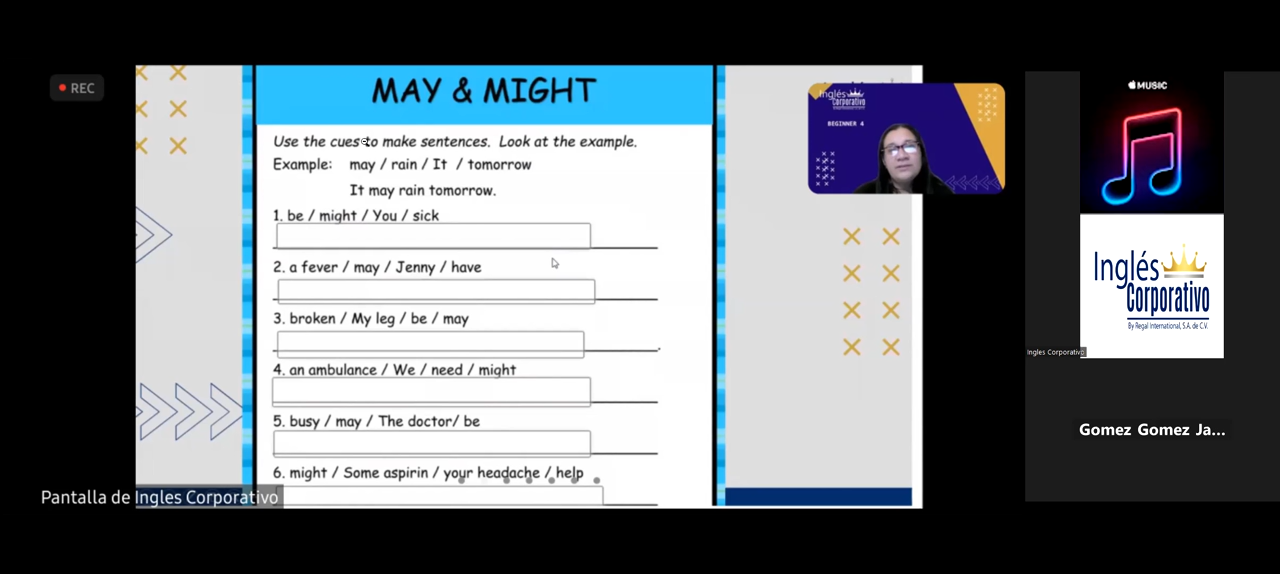 REC
MAY & MIGHT
Use the cues to make sentences. Look at the example.
Example: may / rain / It / tomorrow
It may rain tomorrow.
1. be / might / You / sick
2. a fever / may / Jenny / have
3. broken / My leg / be / may
4. an ambulance / We / need / might
5. busy / may / The doctor/ be
6. might / Some aspirin / your headache / help
Pantalla de Ingles Corporativo
Inglés
Corporativo
BEGINNER 4
MUSIC
Inglés
Corporativo
By Regal International, S.A. de C.V.
Ingles Corporativo
Gomez Gomez Ja...